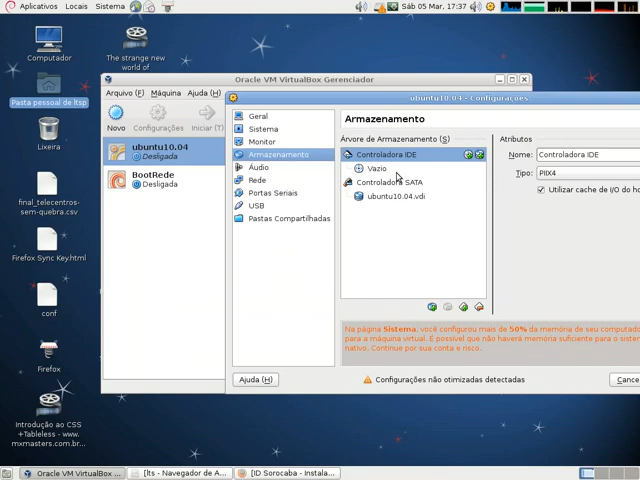 Aplicativos Locais Sistema
Sáb 05 Mar, 17:37
Computador
The strange
new world of
Pasta pessoal de ltsp
Lixeira
final_telecentros-
sem-quebra.csv
Firefox Sync Key.html
conf
Firefox
Introdução ao CSS
+Tableless - www.
mxmasters.com.br...
Oracle VM VirtualBox Gerenciador
Arquivo (F) Máquina Ajuda (H)
Novo Configurações Iniciar (T)
ubuntu10.04
Desligada
BootRede
Desligada
ubuntu10.04 - Configurações
Geral
Sistema
Monitor
Armazenamento
Áudio
Rede
Portas Seriais
USB
Pastas Compartilhadas
Armazenamento
Árvore de Armazenamento (S)
Controladora IDE
Vazio
Controladora SATA
ubuntu10.04.vdi
Atributos
Nome: Controladora IDE
Tipo: PIIX4
Utilizar cache de I/O do ho
Na página Sistema, você configurou mais de 50% da memória de seu computado
para a máquina virtual. É possível que não haverá memória suficiente para o sistem
nativo. Continue por sua conta e risco.
Ajuda (H)
Configurações não otimizadas detectadas
Cance
Oracle VM VirtualBox ...
[lts - Navegador de A...
[ID Sorocaba - Instala...